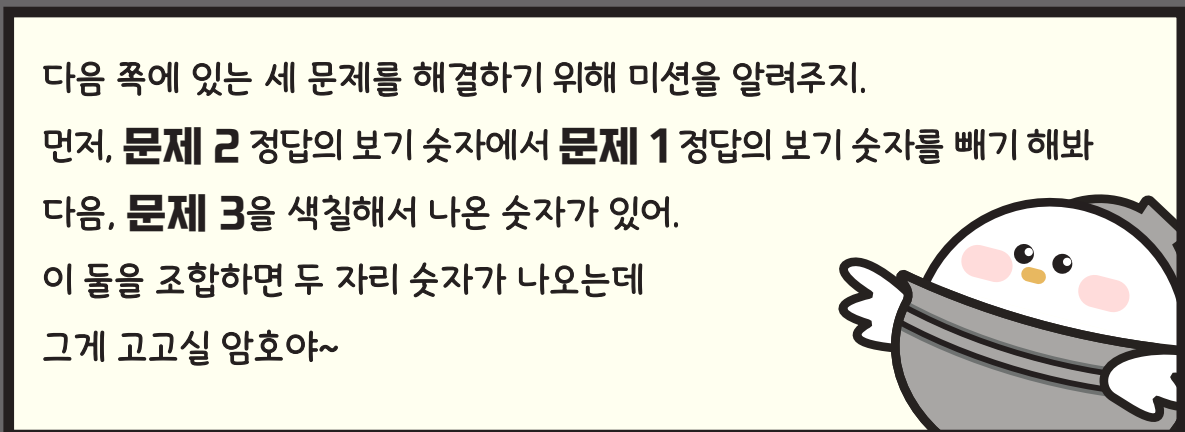 다음 쪽에 있는 세 문제를 해결하기 위해 미션을 알려주지.
먼저, 문제 2 정답의 보기 숫자에서 문제 1 정답의 보기 숫자를 빼기 해봐
다음, 문제 3을 색칠해서 나온 숫자가 있어.
이 둘을 조합하면 두 자리 숫자가 나오는데
그게 고고실 암호야~